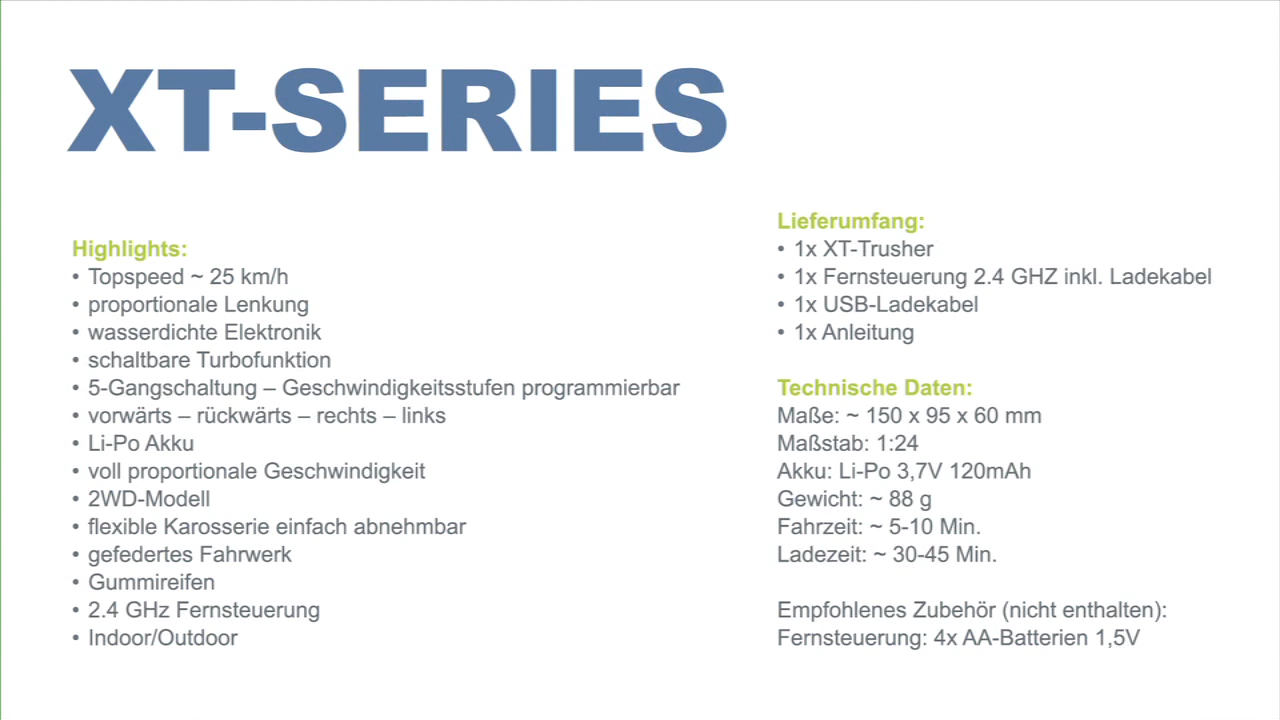 XT-SERIES
Highlights:
• Topspeed ~ 25 km/h
• proportionale Lenkung
• wasserdichte Elektronik
• schaltbare Turbofunktion
• 5-Gangschaltung – Geschwindigkeitsstufen programmierbar
• vorwärts – rückwärts – rechts – links
• Li-Po Akku
• voll proportionale Geschwindigkeit
• 2WD-Modell
• flexible Karosserie einfach abnehmbar
• gefedertes Fahrwerk
• Gummireifen
• 2.4 GHz Fernsteuerung
• Indoor/Outdoor
Lieferumfang:
• 1x XT-Trusher
• 1x Fernsteuerung 2.4 GHZ inkl. Ladekabel
• 1x USB-Ladekabel
• 1x Anleitung
Technische Daten:
Maße: ~ 150 x 95 x 60 mm
Maßstab: 1:24
Akku: Li-Po 3,7V 120mAh
Gewicht: ~ 88 g
Fahrzeit: ~ 5-10 Min.
Ladezeit: ~ 30-45 Min.
Empfohlenes Zubehör (nicht enthalten):
Fernsteuerung: 4x AA-Batterien 1,5V